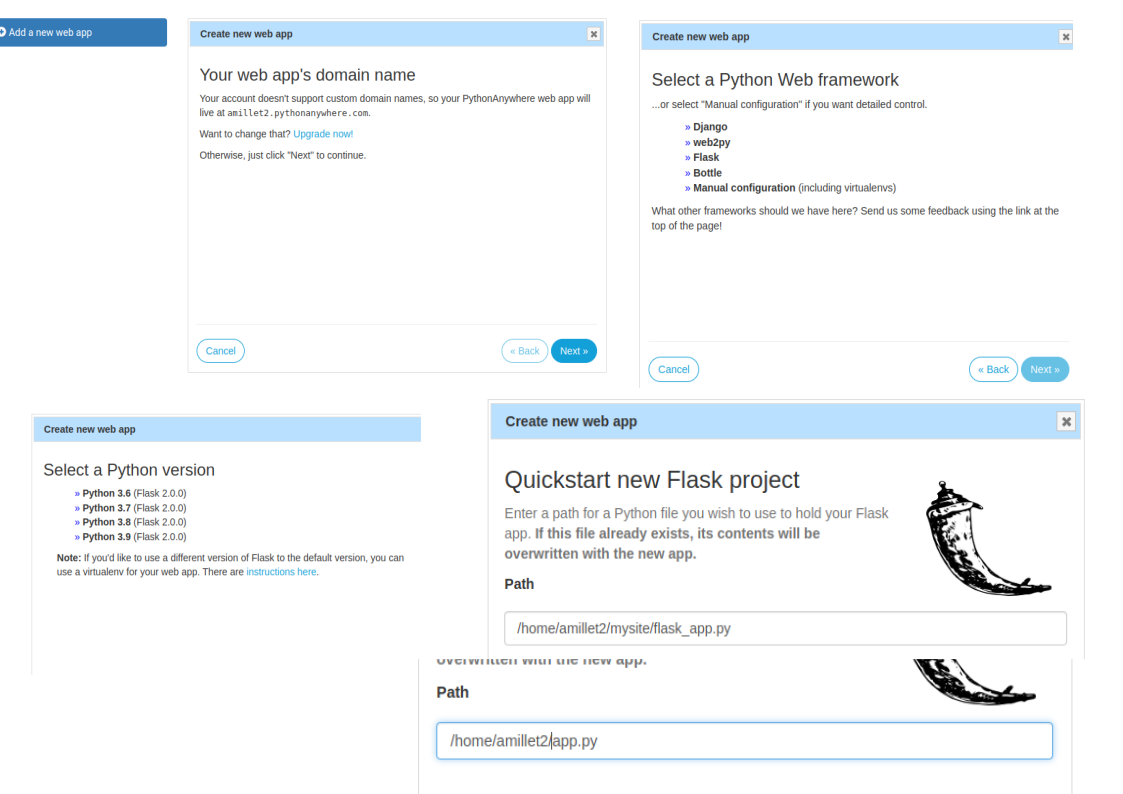 Add a new web app
Create new web app
Your web app's domain name
Your account doesn't support custom domain names, so your PythonAnywhere web app will
live at amillet2.pythonanywhere.com.
Want to change that? Upgrade now!
Otherwise, just click "Next" to continue.
Cancel
« Back
Next »
Create new web app
Select a Python Web framework
...or select "Manual configuration" if you want detailed control.
» Django
» web2py
» Flask
» Bottle
» Manual configuration (including virtualenvs)
What other frameworks should we have here? Send us some feedback using the link at the
top of the page!
Cancel
« Back
Next »
Create new web app
Select a Python version
» Python 3.6 (Flask 2.0.0)
» Python 3.7 (Flask 2.0.0)
» Python 3.8 (Flask 2.0.0)
» Python 3.9 (Flask 2.0.0)
Note: If you'd like to use a different version of Flask to the default version, you can
use a virtualenv for your web app. There are instructions here.
Create new web app
Quickstart new Flask project
Enter a path for a Python file you wish to use to hold your Flask
app. If this file already exists, its contents will be
overwritten with the new app.
Path
/home/amillet2/mysite/flask_app.py
overwritten with the new app.
Path
/home/amillet2/app.py